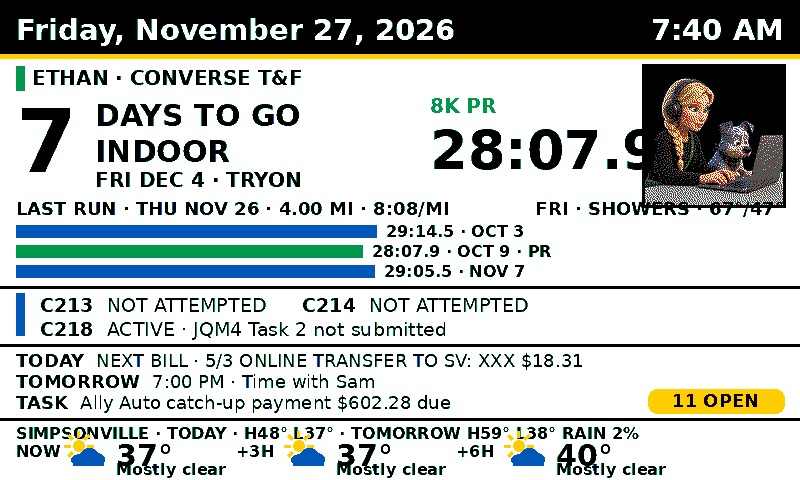 Friday, November 27, 2026 7:40 AM
ETHAN · CONVERSE T&F
7 DAYS TO GO
INDOOR
FRI DEC 4 · TRYON
8K PR
28:07.9
LAST RUN · THU NOV 26 · 4.00 MI · 8:08/MI FRI · SHOWERS · 67°/47°
29:14.5 · OCT 3
28:07.9 · OCT 9 · PR
29:05.5 · NOV 7
C213 NOT ATTEMPTED C214 NOT ATTEMPTED
C218 ACTIVE · JQM4 Task 2 not submitted
TODAY NEXT BILL · 5/3 ONLINE TRANSFER TO SV: XXX $18.31
TOMORROW 7:00 PM · Time with Sam
TASK Ally Auto catch-up payment $602.28 due 11 OPEN
SIMPSONVILLE · TODAY · H48° L37° · TOMORROW H59° L38° RAIN 2%
NOW 37° +3H 37° +6H 40°
Mostly clear Mostly clear Mostly clear